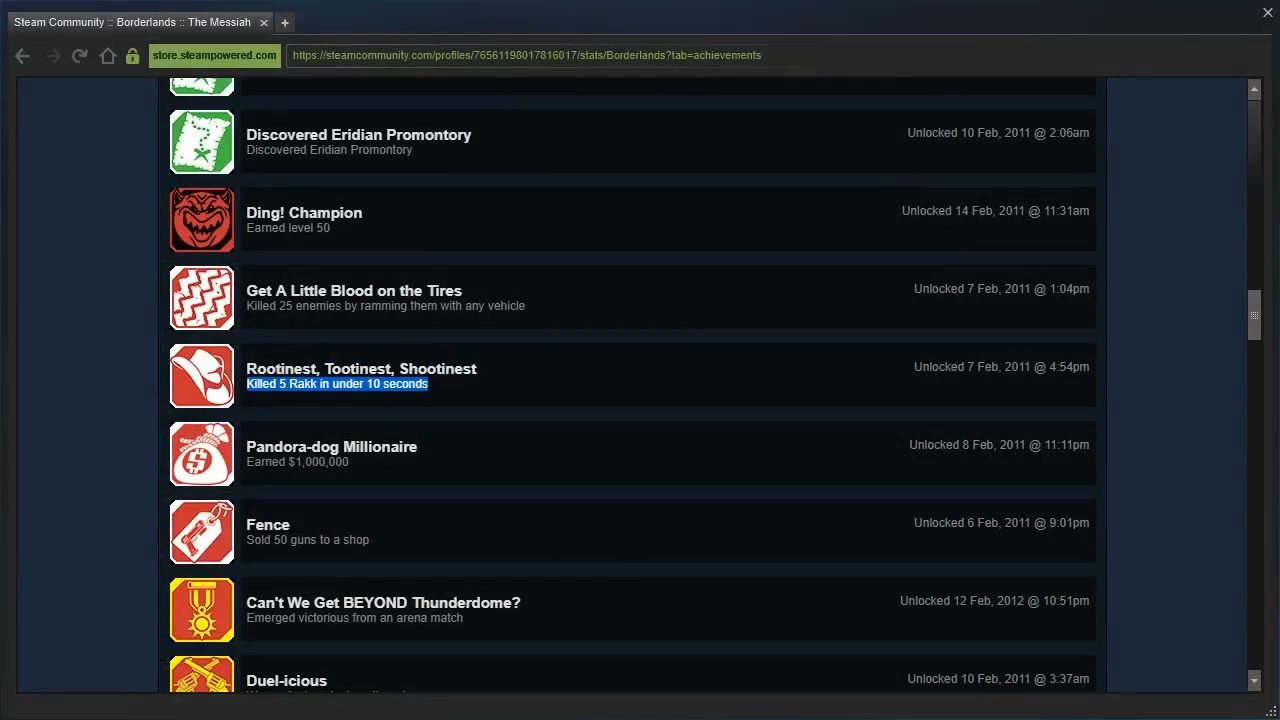 Steam Community :: Borderlands :: The Messiah
store.steampowered.com
https://steamcommunity.com/profiles/76561198017816017/stats/Borderlands?tab=achievements
Discovered Eridian Promontory
Unlocked 10 Feb, 2011 @ 2:06am
Discovered Eridian Promontory
Ding! Champion
Unlocked 14 Feb, 2011 @ 11:31am
Earned level 50
Get A Little Blood on the Tires
Unlocked 7 Feb, 2011 @ 1:04pm
Killed 25 enemies by ramming them with any vehicle
Rootinest, Tootinest, Shootinest
Unlocked 7 Feb, 2011 @ 4:54pm
Killed 5 Rakk in under 10 seconds
Pandora-dog Millionaire
Unlocked 8 Feb, 2011 @ 11:11pm
Earned $1,000,000
Fence
Unlocked 6 Feb, 2011 @ 9:01pm
Sold 50 guns to a shop
Can't We Get BEYOND Thunderdome?
Unlocked 12 Feb, 2012 @ 10:51pm
Emerged victorious from an arena match
Duel-icious
Unlocked 10 Feb, 2011 @ 3:37am